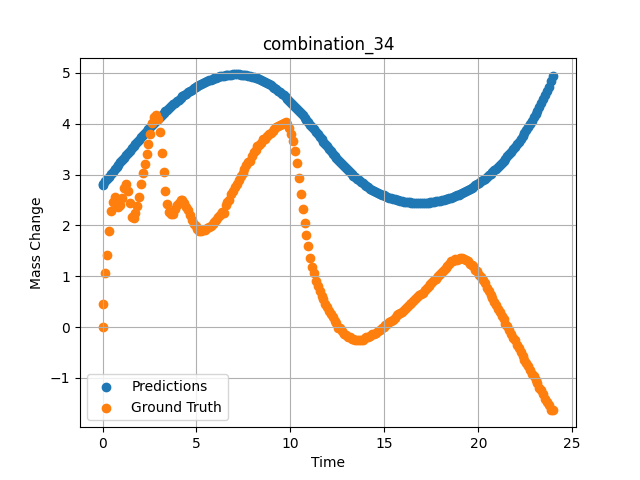 combination_34
Mass Change
5
4
3
2
1
0
−1
Predictions
Ground Truth
0 5 10 15 20 25
Time